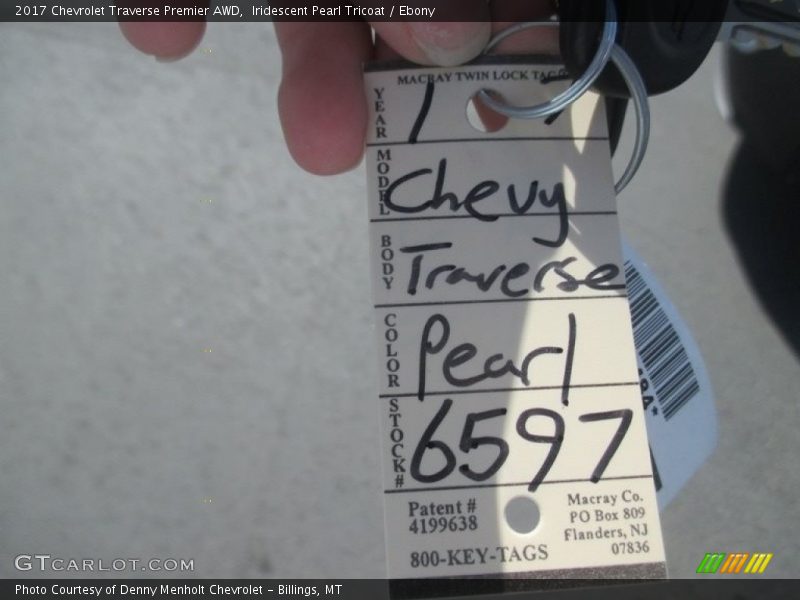 2017 Chevrolet Traverse Premier AWD,  Iridescent Pearl Tricoat / Ebony
MACRAY TWIN LOCK TAGS
YEAR 17
MODEL Chevy
BODY Traverse
COLOR Pearl
STOCK# 6597
Patent #
4199638
800-KEY-TAGS
Macray Co.
PO Box 809
Flanders, NJ
07836
GTCARLOT.COM
Photo Courtesy of Denny Menholt Chevrolet – Billings, MT